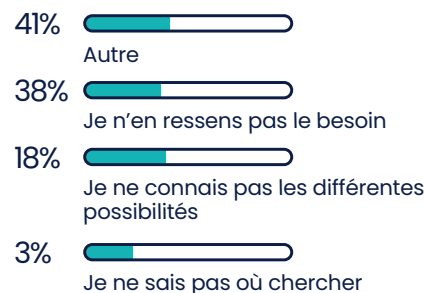 41%
Autre
38%
Je n'en ressens pas le besoin
18%
Je ne connais pas les différentes
possibilités
3%
Je ne sais pas où chercher